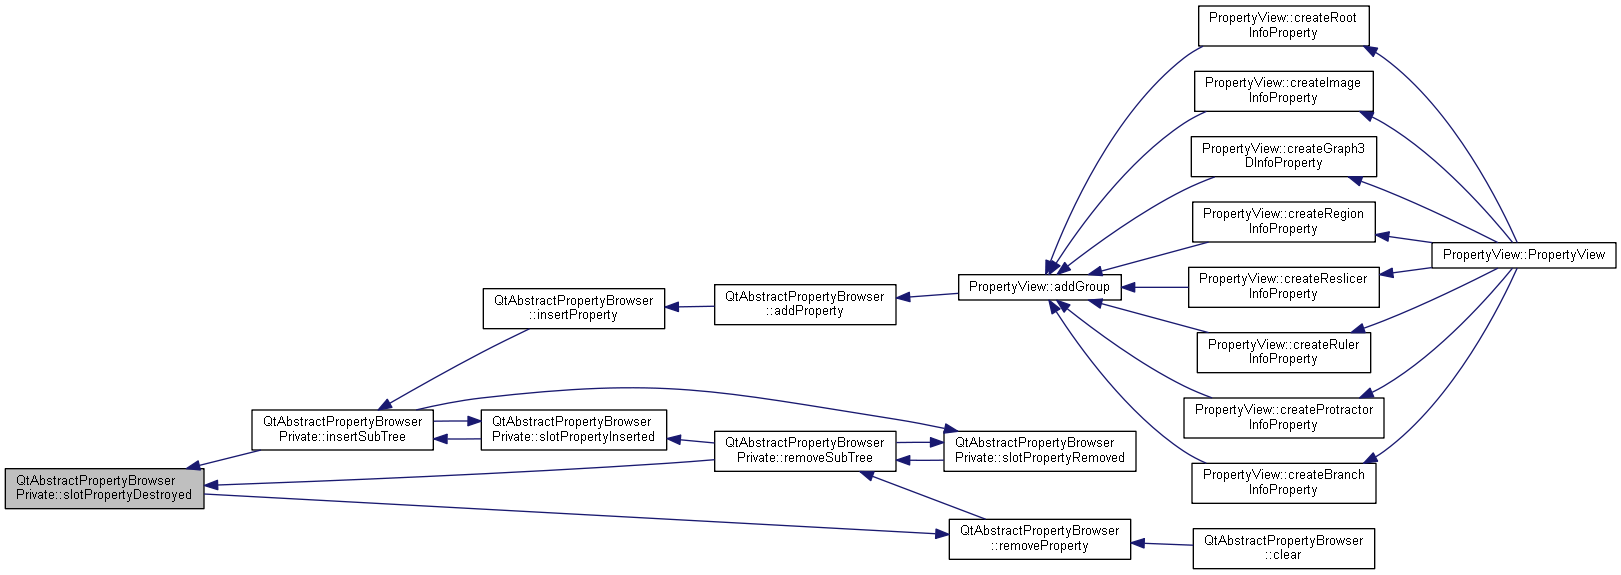 PropertyView::createRoot
InfoProperty
PropertyView::createImage
InfoProperty
PropertyView::createGraph3
DInfoProperty
PropertyView::createRegion
InfoProperty
PropertyView::PropertyView
PropertyView::createReslicer
InfoProperty
PropertyView::addGroup
QtAbstractPropertyBrowser
::insertProperty
QtAbstractPropertyBrowser
::addProperty
PropertyView::createRuler
InfoProperty
PropertyView::createProtractor
InfoProperty
QtAbstractPropertyBrowser
Private::insertSubTree
QtAbstractPropertyBrowser
Private::slotPropertyInserted
QtAbstractPropertyBrowser
Private::removeSubTree
QtAbstractPropertyBrowser
Private::slotPropertyRemoved
PropertyView::createBranch
InfoProperty
QtAbstractPropertyBrowser
Private::slotPropertyDestroyed
QtAbstractPropertyBrowser
::removeProperty
QtAbstractPropertyBrowser
::clear